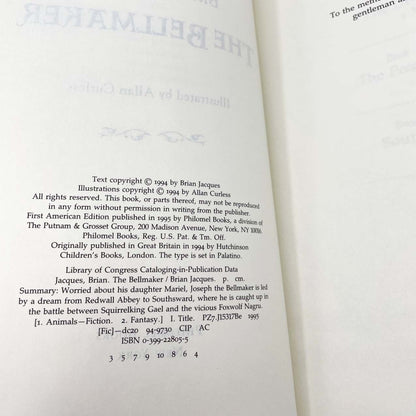 THE BELLMAKER
Illustrated by Allan Curless
Text copyright © 1994 by Brian Jacques
Illustrations copyright © 1994 by Allan Curless
All rights reserved. This book, or parts thereof, may not be reproduced
in any form without permission in writing from the publisher.
First American Edition published in 1995 by Philomel Books, a division of
The Putnam & Grosset Group, 200 Madison Avenue, New York, NY 10016.
Philomel Books, Reg. U.S. Pat. & Tm. Off.
Originally published in Great Britain in 1994 by Hutchinson
Children's Books, London. The type is set in Palatino.
Library of Congress Cataloging-in-Publication Data
Jacques, Brian. The Bellmaker / Brian Jacques. p. cm.
Summary: Worried about his daughter Mariel, Joseph the Bellmaker is led
by a dream from Redwall Abbey to Southsward, where he is caught up in
the battle between Squirrelking Gael and the vicious Foxwolf Nagru.
[1. Animals—Fiction. 2. Fantasy.] I. Title. PZ7.J15317Be 1995
[Fic]—dc20 94-9730 CIP AC
ISBN 0-399-22805-5
3 5 7 9 10 8 6 4
To the mem
gentleman a